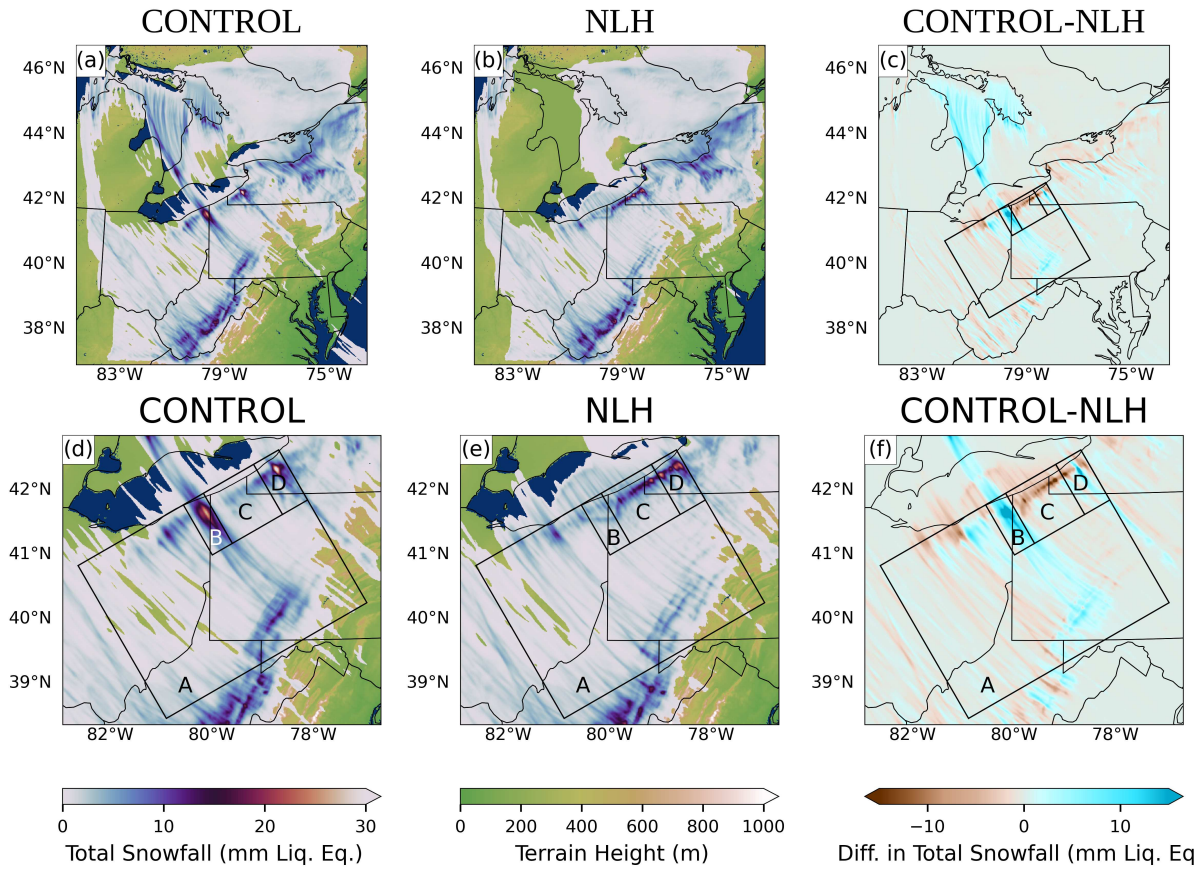 CONTROL NLH CONTROL-NLH
(a) (b) (c)
46°N 46°N 46°N
44°N 44°N 44°N
42°N 42°N 42°N
40°N 40°N 40°N
38°N 38°N 38°N
83°W 79°W 75°W 83°W 79°W 75°W 83°W 79°W 75°W
CONTROL NLH CONTROL-NLH
(d) (e) (f)
42°N D 42°N D 42°N D
C C C
41°N B 41°N B 41°N B
40°N 40°N 40°N
39°N A 39°N A 39°N A
82°W 80°W 78°W 82°W 80°W 78°W 82°W 80°W 78°W
0 10 20 30 0 200 400 600 800 1000 −10 0 10
Total Snowfall (mm Liq. Eq.) Terrain Height (m) Diff. in Total Snowfall (mm Liq. Eq